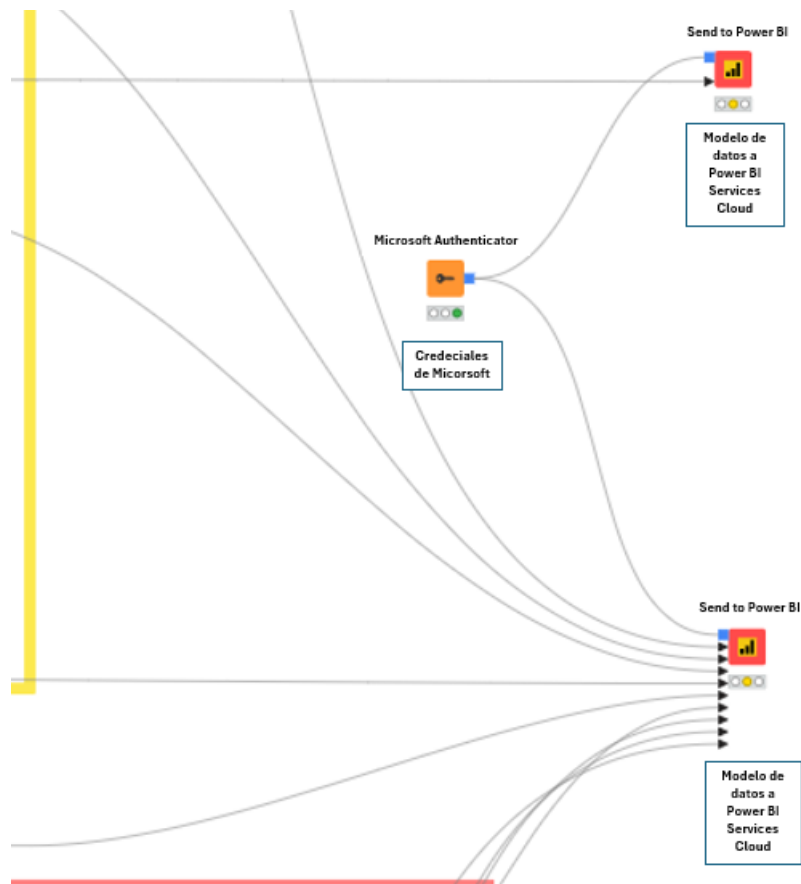 Send to Power BI
Modelo de
datos a
Power BI
Services
Cloud
Microsoft Authenticator
Credeciales
de Micorsoft
Send to Power BI
Modelo de
datos a
Power BI
Services
Cloud